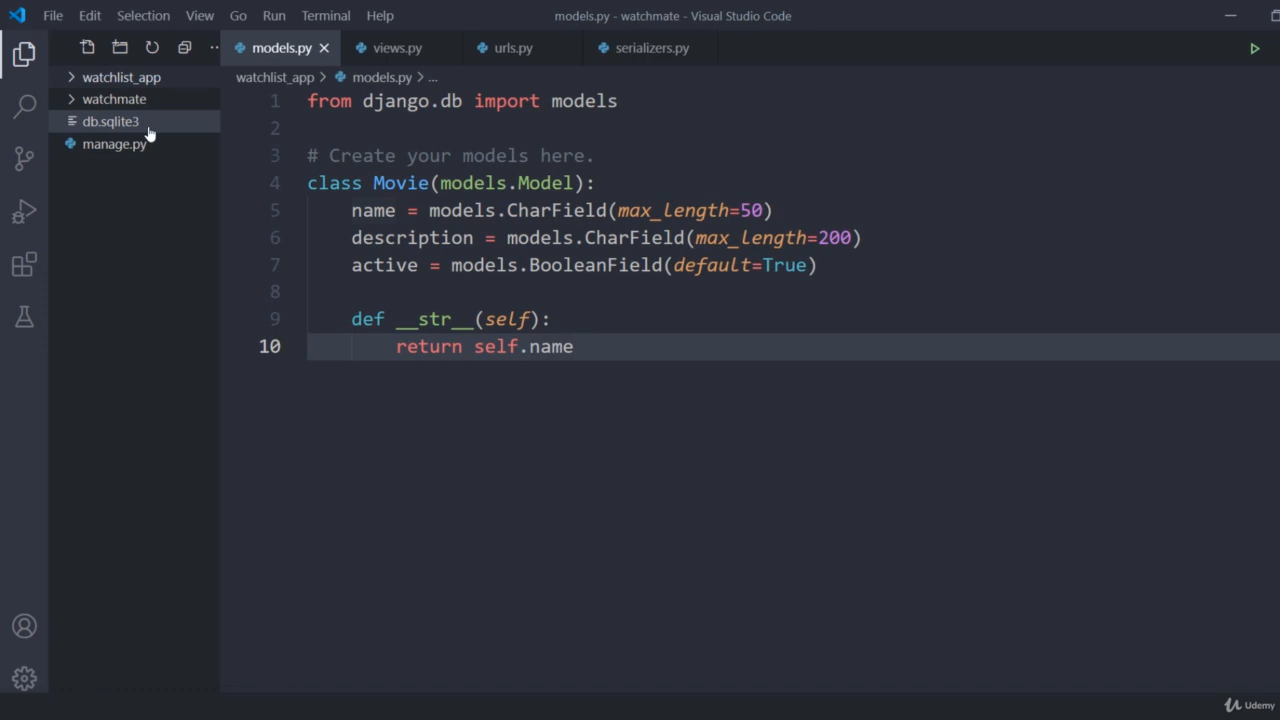 File Edit Selection View Go Run Terminal Help models.py - watchmate - Visual Studio Code
models.py views.py urls.py serializers.py
watchlist_app
watchmate
db.sqlite3
manage.py
watchlist_app > models.py > ...
1 from django.db import models
2
3 # Create your models here.
4 class Movie(models.Model):
5 name = models.CharField(max_length=50)
6 description = models.CharField(max_length=200)
7 active = models.BooleanField(default=True)
8
9 def __str__(self):
10 return self.name
Udemy